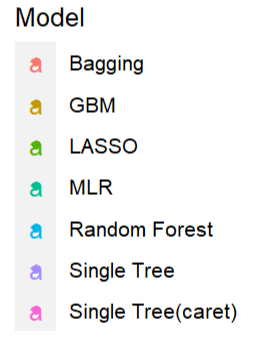 Model
a Bagging
a GBM
a LASSO
a MLR
a Random Forest
a Single Tree
a Single Tree(caret)